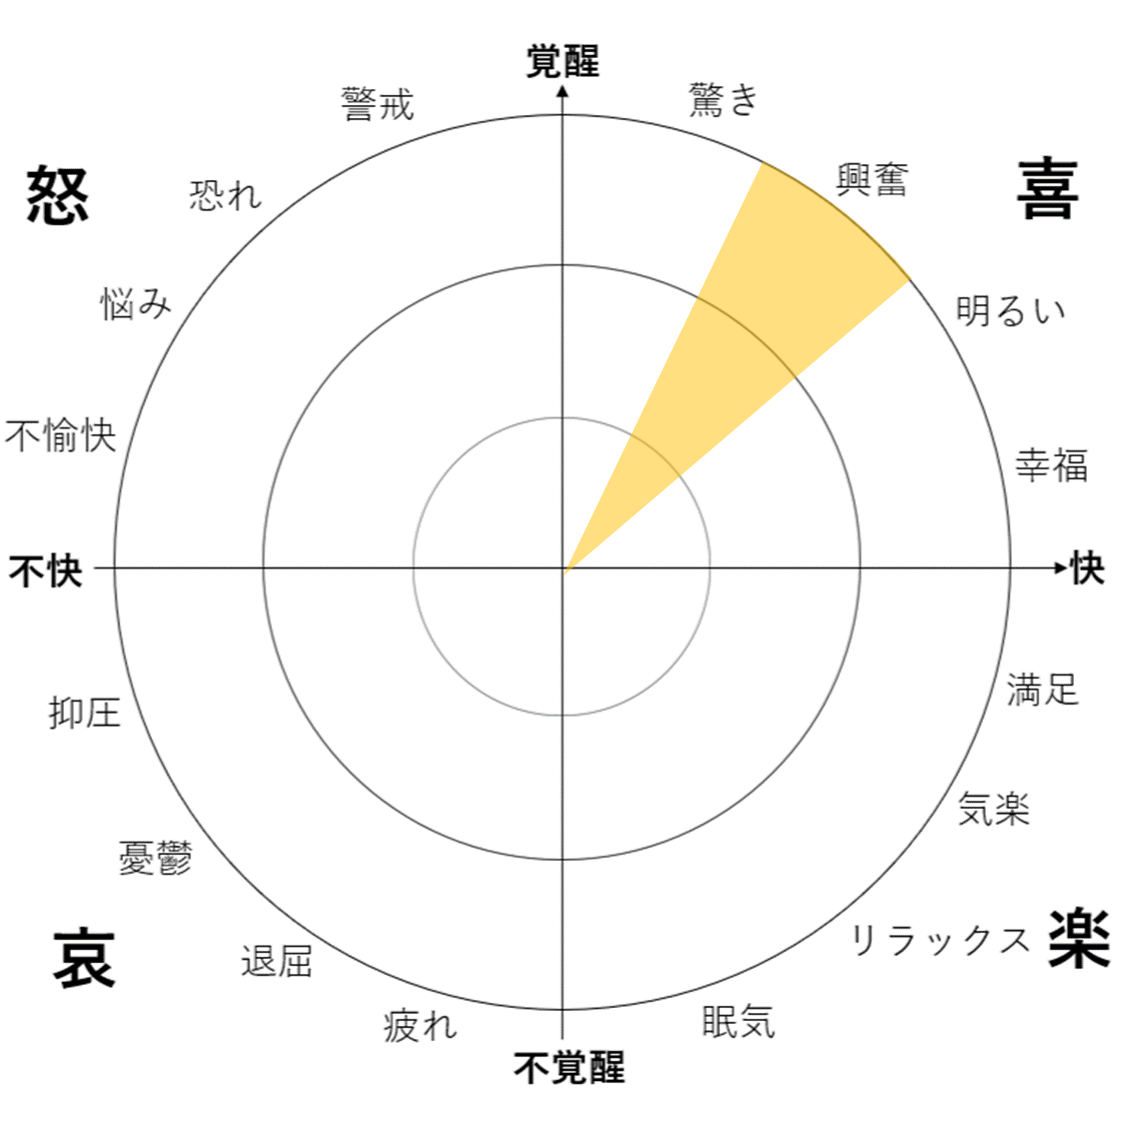 覚醒
警戒
驚き
怒
恐れ
興奮
喜
悩み
明るい
不愉快
幸福
不快
快
抑圧
満足
憂鬱
気楽
哀
退屈
リラックス
楽
疲れ
眠気
不覚醒